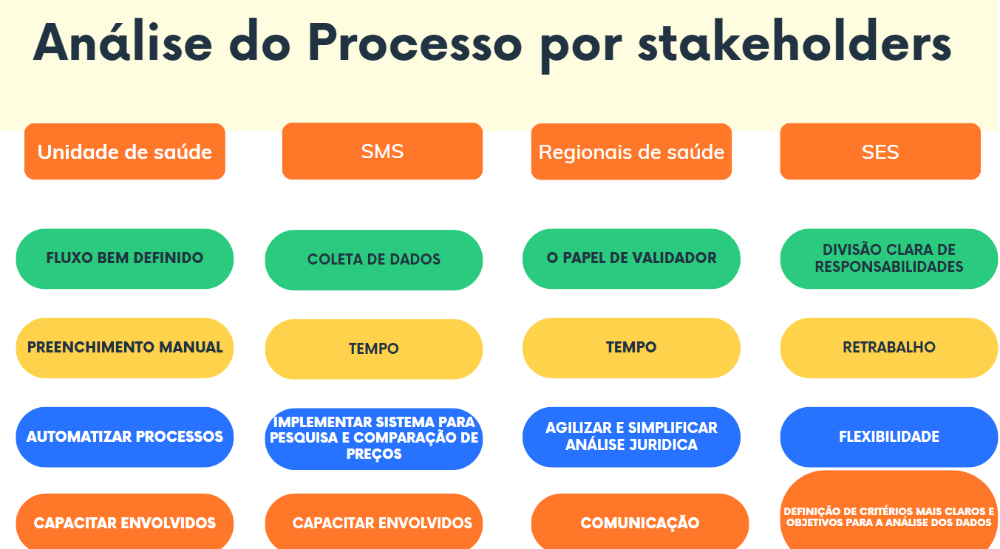 Análise do Processo por stakeholders
Unidade de saúde
SMS
Regionais de saúde
SES
FLUXO BEM DEFINIDO
COLETA DE DADOS
O PAPEL DE VALIDADOR
DIVISÃO CLARA DE
RESPONSABILIDADES
PREENCHIMENTO MANUAL
TEMPO
TEMPO
RETRABALHO
AUTOMATIZAR PROCESSOS
IMPLEMENTAR SISTEMA PARA
PESQUISA E COMPARAÇÃO DE
PREÇOS
AGILIZAR E SIMPLIFICAR
ANÁLISE JURIDICA
FLEXIBILIDADE
CAPACITAR ENVOLVIDOS
CAPACITAR ENVOLVIDOS
COMUNICAÇÃO
DEFINIÇÃO DE CRITÉRIOS MAIS CLAROS E
OBJETIVOS PARA A ANÁLISE DOS DADOS